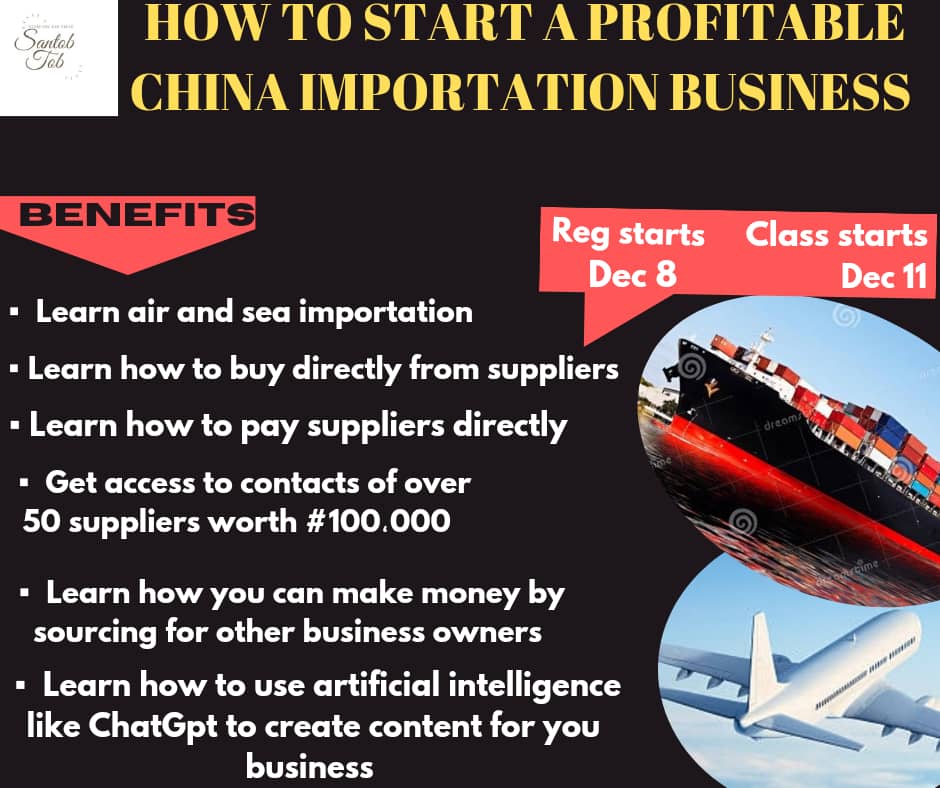 Santob
Tob
HOW TO START A PROFITABLE
CHINA IMPORTATION BUSINESS
BENEFITS
Reg starts
Dec 8
Class starts
Dec 11
▪ Learn air and sea importation
▪ Learn how to buy directly from suppliers
▪ Learn how to pay suppliers directly
▪ Get access to contacts of over
50 suppliers worth #100.000
▪ Learn how you can make money by
sourcing for other business owners
▪ Learn how to use artificial intelligence
like ChatGpt to create content for you
business
dreamstime